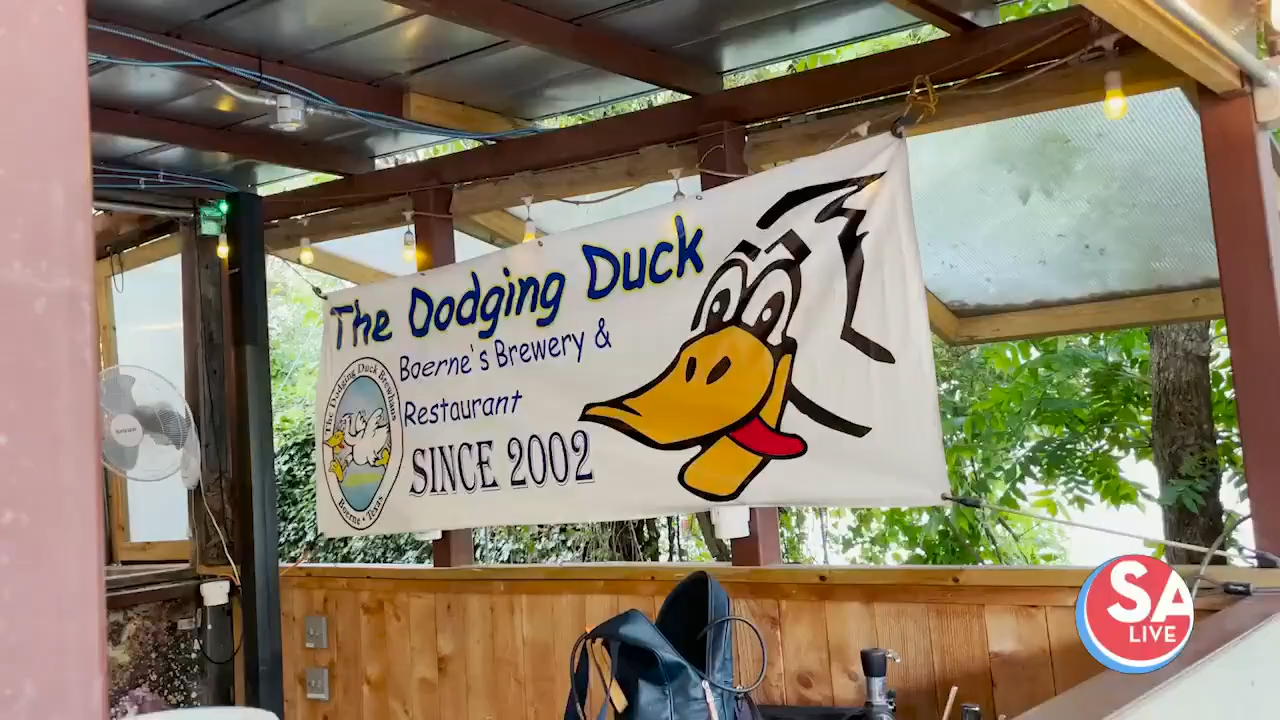 The Dodging Duck
Boerne's Brewery &
Restaurant
SINCE 2002
The Dodging Duck Brewhaus
Boerne • Texas
SA
LIVE